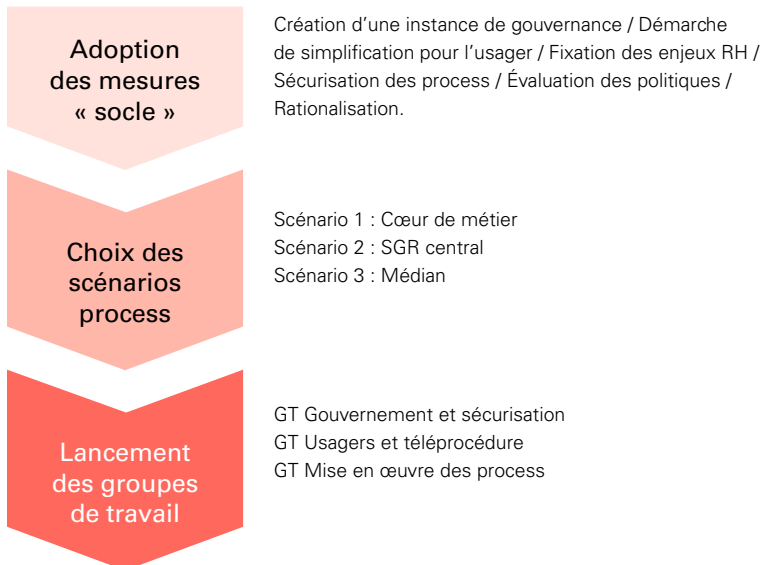 Adoption
des mesures
« socle »
Création d’une instance de gouvernance / Démarche
de simplification pour l’usager / Fixation des enjeux RH /
Sécurisation des process / Évaluation des politiques /
Rationalisation.
Choix des
scénarios
process
Scénario 1 : Cœur de métier
Scénario 2 : SGR central
Scénario 3 : Médian
Lancement
des groupes
de travail
GT Gouvernement et sécurisation
GT Usagers et téléprocédure
GT Mise en œuvre des process